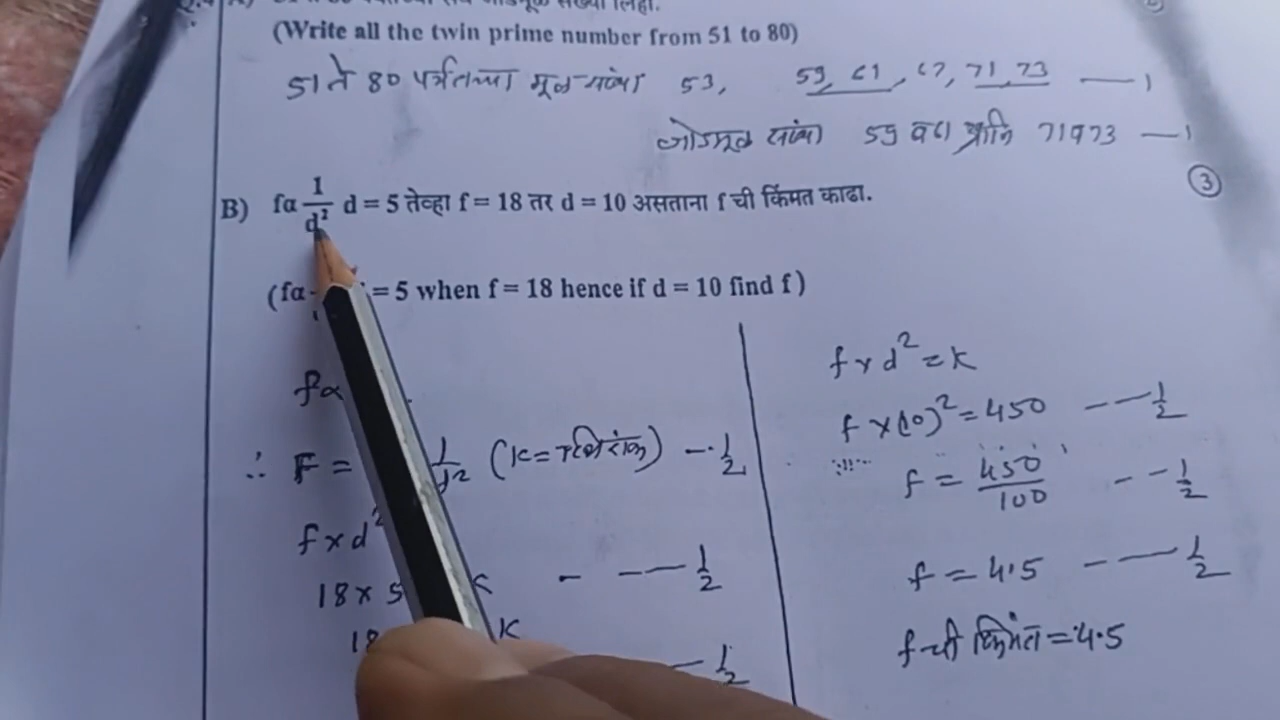 (Write all the twin prime number from 51 to 80)
51 ते 80 मूळ संख्या 53, 59, 61, 67, 71, 73 — 1
जोडमूळ संख्या 59 व 61 आणि 71 व 73 — 1
③
B) fα 1/d² d = 5 तेव्हा f = 18 तर d = 10 असताना f ची किंमत काढा.
(fα = 5 when f = 18 hence if d = 10 find f)
fα
∴ F = 1/d² (K = स्थिरांक) — 1/2
f × d²
18 × 5 K — 1/2
18 K
— 1/2
f × d² = K
f × (10)² = 450 — 1/2
f = 450/100 — 1/2
f = 4.5 — 1/2
f ची किंमत = 4.5